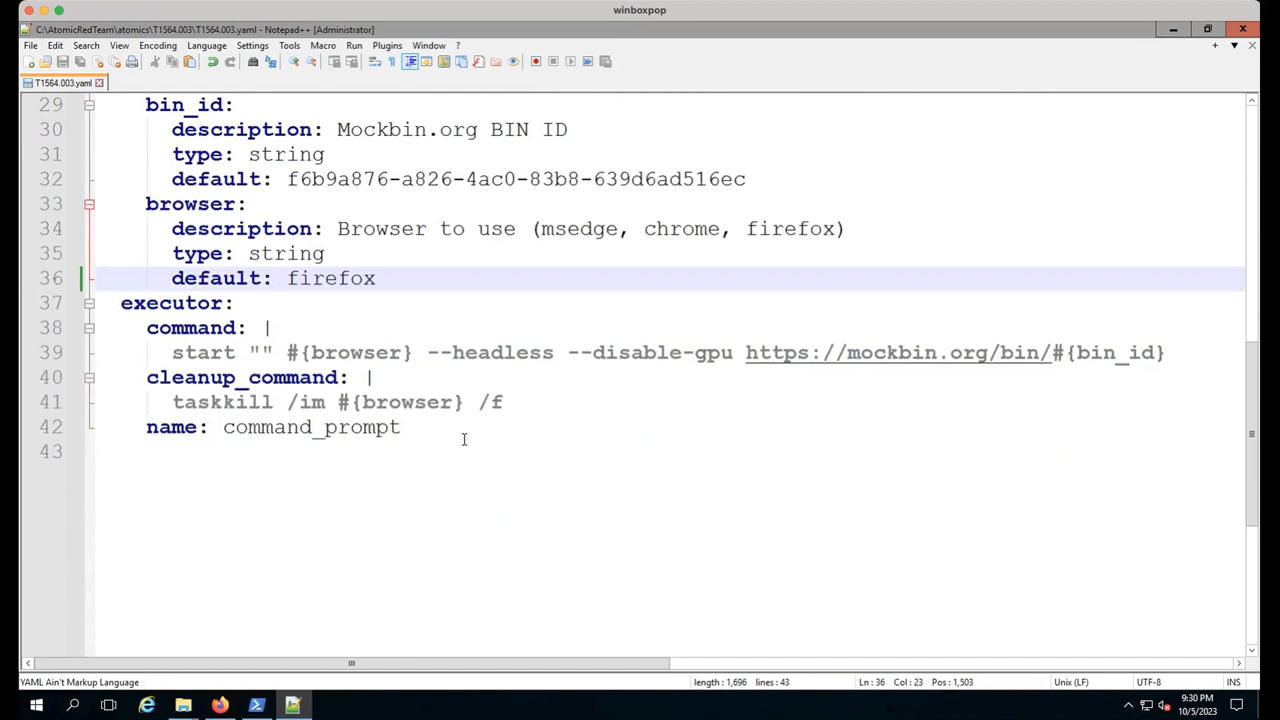 winboxpop
C:\AtomicRedTeam\atomics\T1564.003\T1564.003.yaml - Notepad++ [Administrator]
File Edit Search View Encoding Language Settings Tools Macro Run Plugins Window ?
T1564.003.yaml
29 bin_id:
30 description: Mockbin.org BIN ID
31 type: string
32 default: f6b9a876-a826-4ac0-83b8-639d6ad516ec
33 browser:
34 description: Browser to use (msedge, chrome, firefox)
35 type: string
36 default: firefox
37 executor:
38 command: |
39 start "" #{browser} --headless --disable-gpu https://mockbin.org/bin/#{bin_id}
40 cleanup_command: |
41 taskkill /im #{browser} /f
42 name: command_prompt
43
YAML Ain't Markup Language length : 1,696 lines : 43 Ln : 36 Col : 23 Pos : 1,503 Unix (LF) UTF-8 INS
9:30 PM
10/5/2023